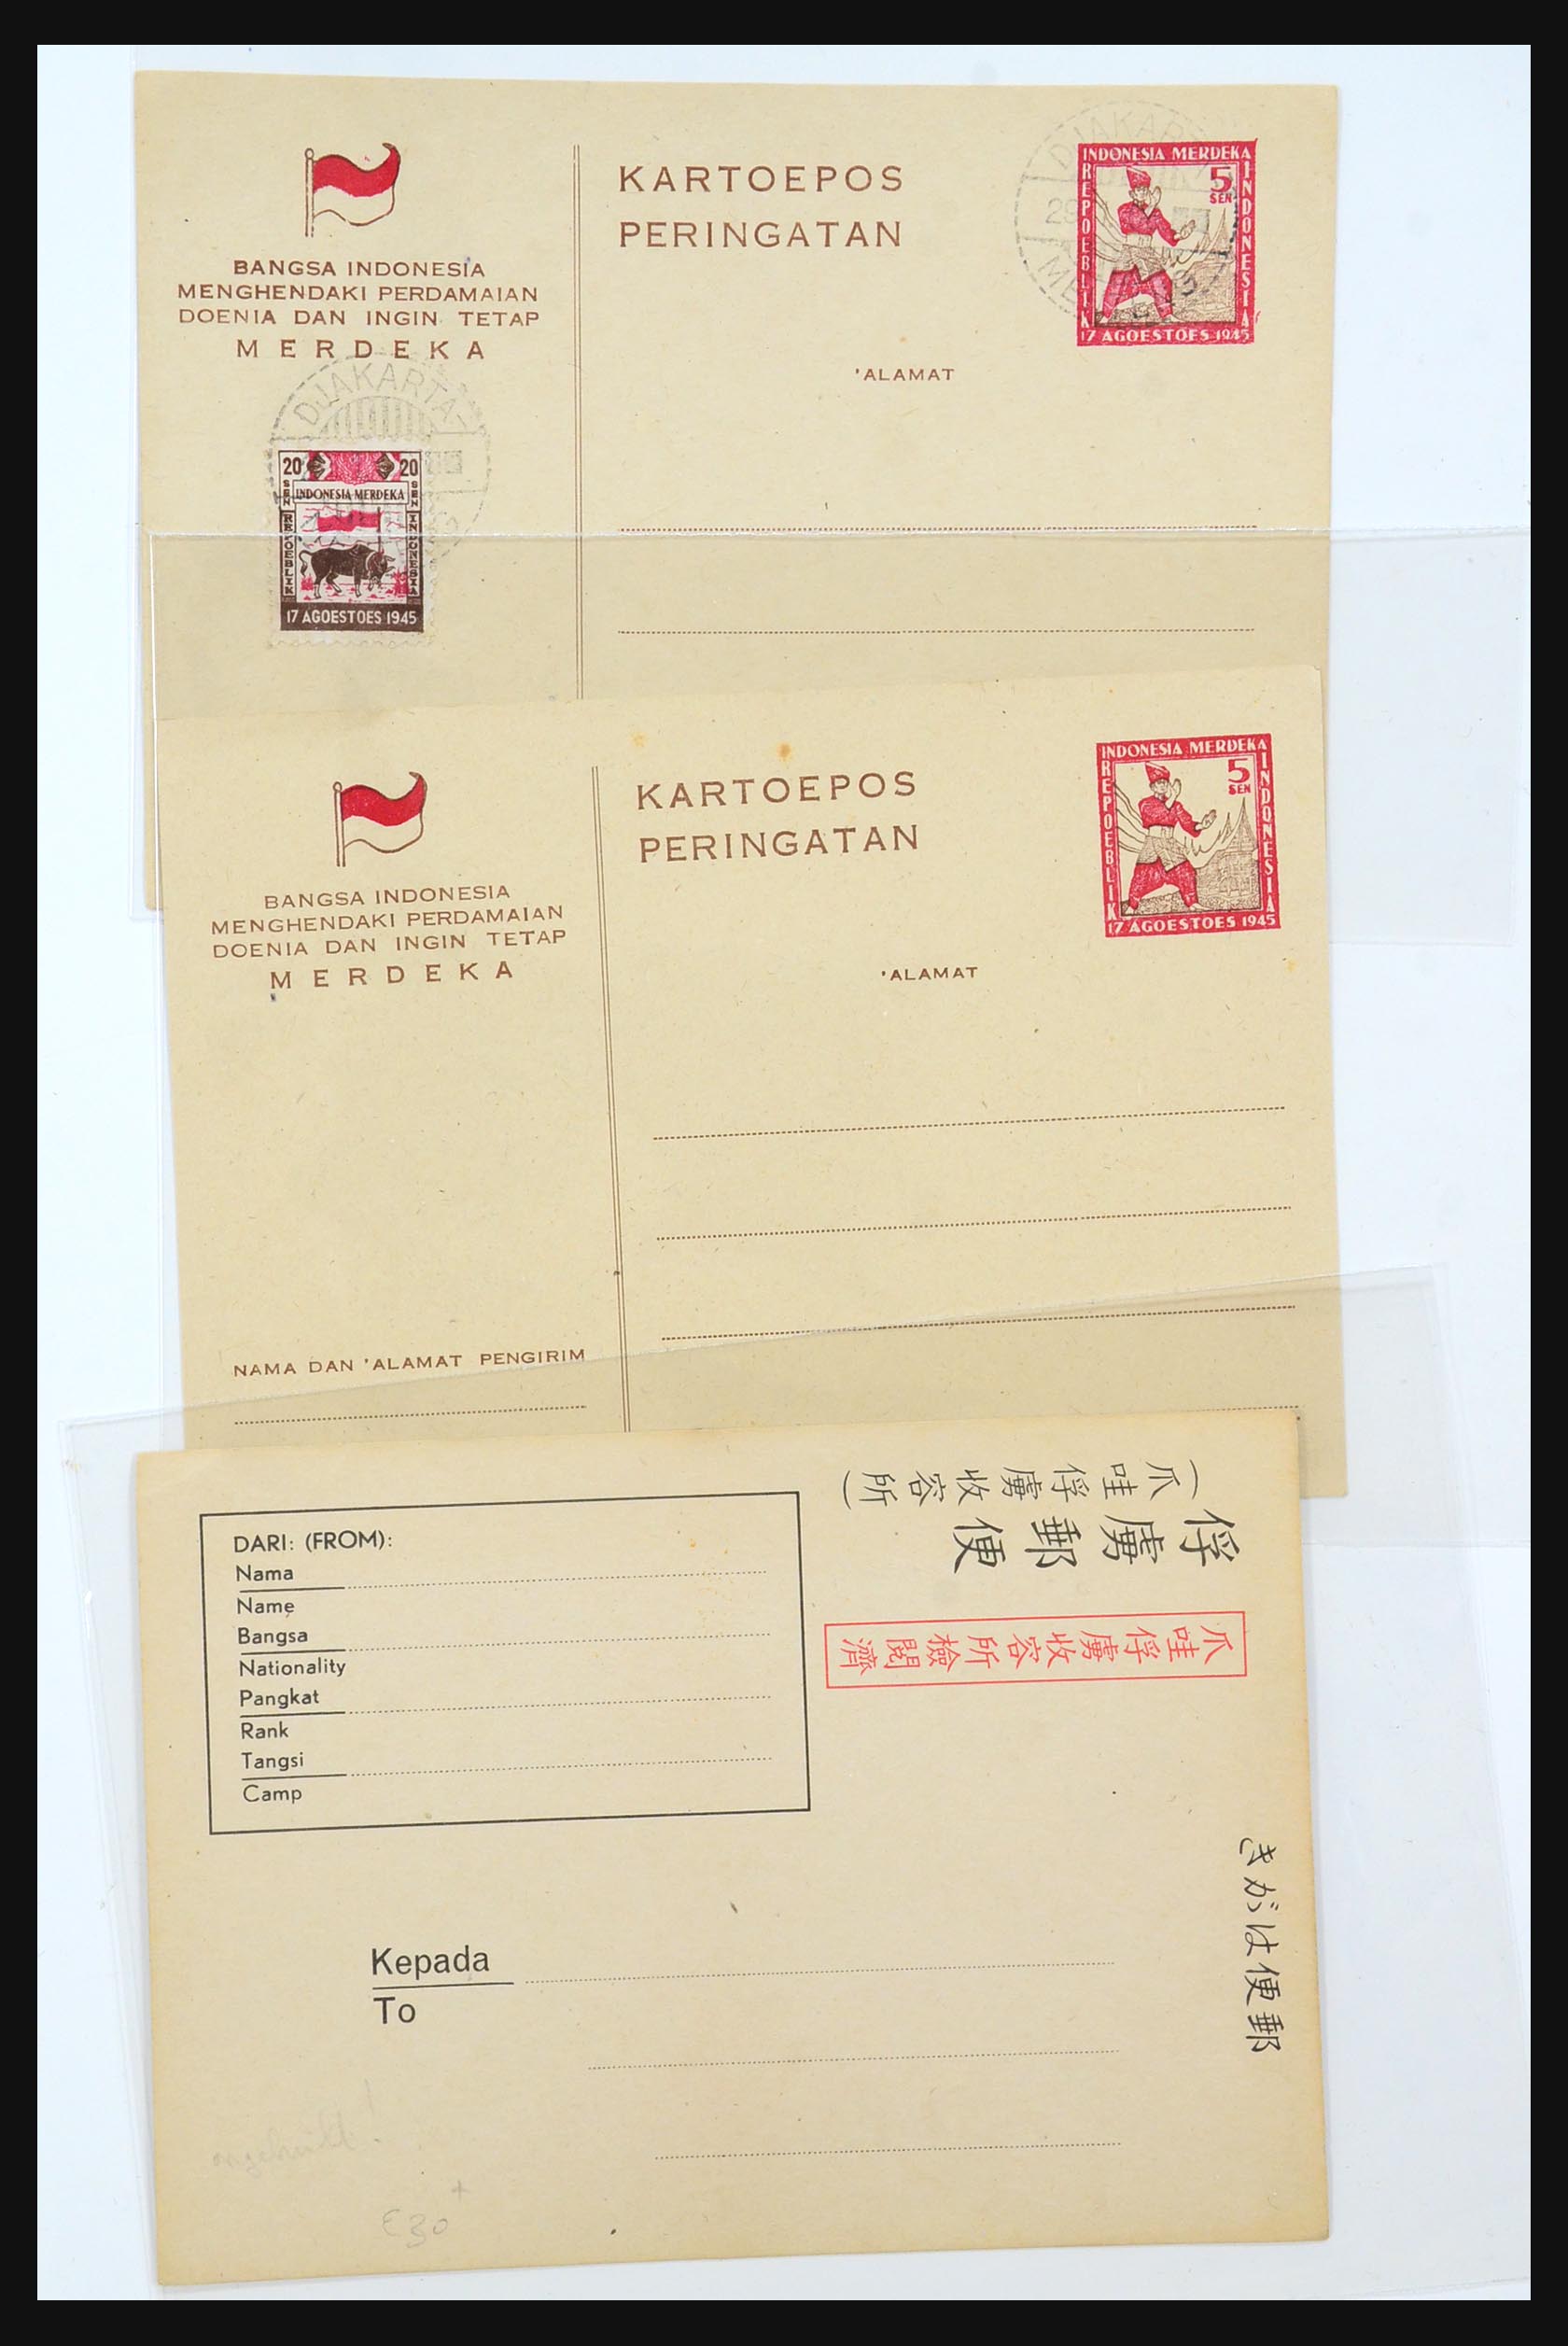 KARTOEPOS
PERINGATAN
BANGSA INDONESIA
MENGHENDAKI PERDAMAIAN
DOENIA DAN INGIN TETAP
MERDEKA
DJAKARTA
INDONESIA MERDEKA
REPOEBLIK
INDONESIA
5
SEN
17 AGOESTOES 1945
'ALAMAT
DJAKARTA
20
20
SEN
SEN
INDONESIA MERDEKA
REPOEBLIK
INDONESIA
17 AGOESTOES 1945
KARTOEPOS
PERINGATAN
BANGSA INDONESIA
MENGHENDAKI PERDAMAIAN
DOENIA DAN INGIN TETAP
MERDEKA
INDONESIA MERDEKA
REPOEBLIK
INDONESIA
5
SEN
17 AGOESTOES 1945
'ALAMAT
NAMA DAN 'ALAMAT PENGIRIM
(爪哇俘虜收容所)
俘虜郵便
爪哇俘虜收容所檢閱濟
DARI: (FROM):
Nama
Name
Bangsa
Nationality
Pangkat
Rank
Tangsi
Camp
きがは便郵
Kepada
To
€30